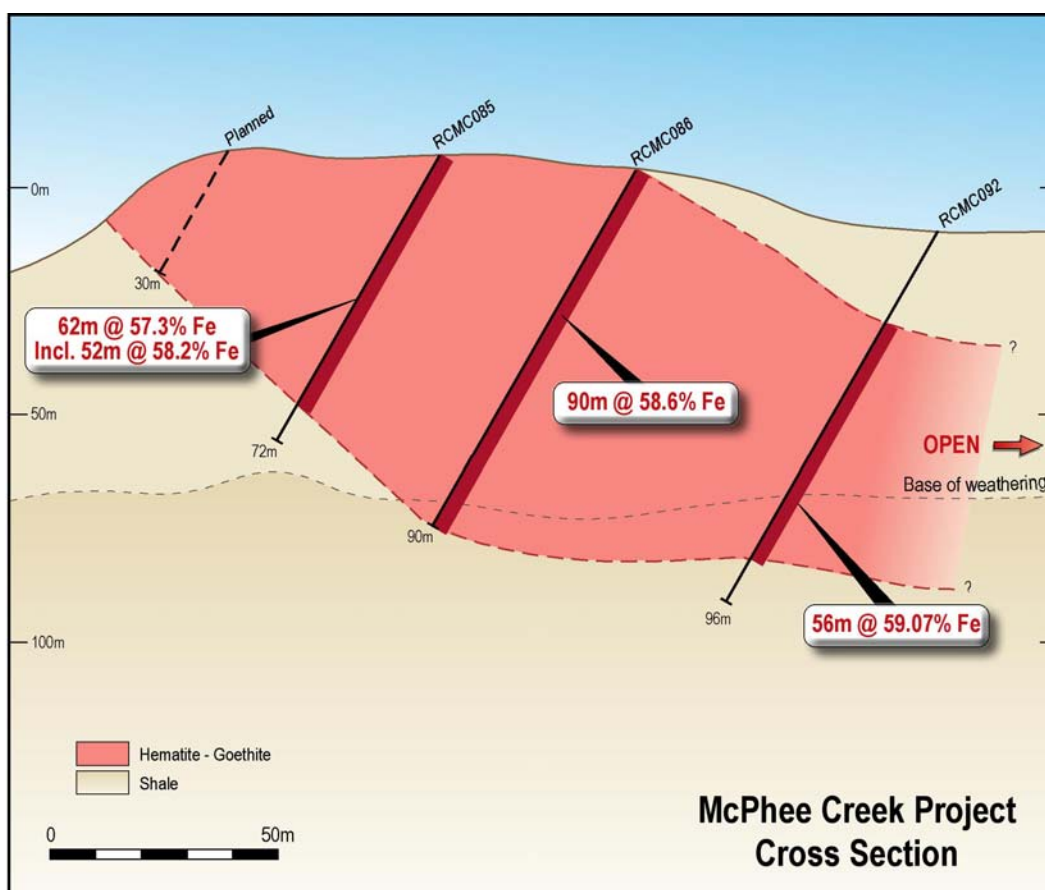 Planned
RCMC085
RCMC086
RCMC092
0m
30m
62m @ 57.3% Fe
Incl. 52m @ 58.2% Fe
90m @ 58.6% Fe
?
50m
72m
OPEN
Base of weathering
90m
?
96m
56m @ 59.07% Fe
100m
Hematite - Goethite
Shale
0 50m
McPhee Creek Project
Cross Section